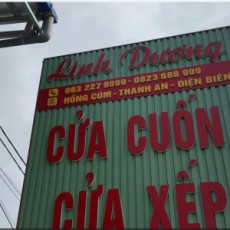 Linh Dương
083 227 9999 - 0823 688 999
HỒNG CÚM - THANH AN - ĐIỆN BIÊN
CỬA CUỐN
CỬA XẾP